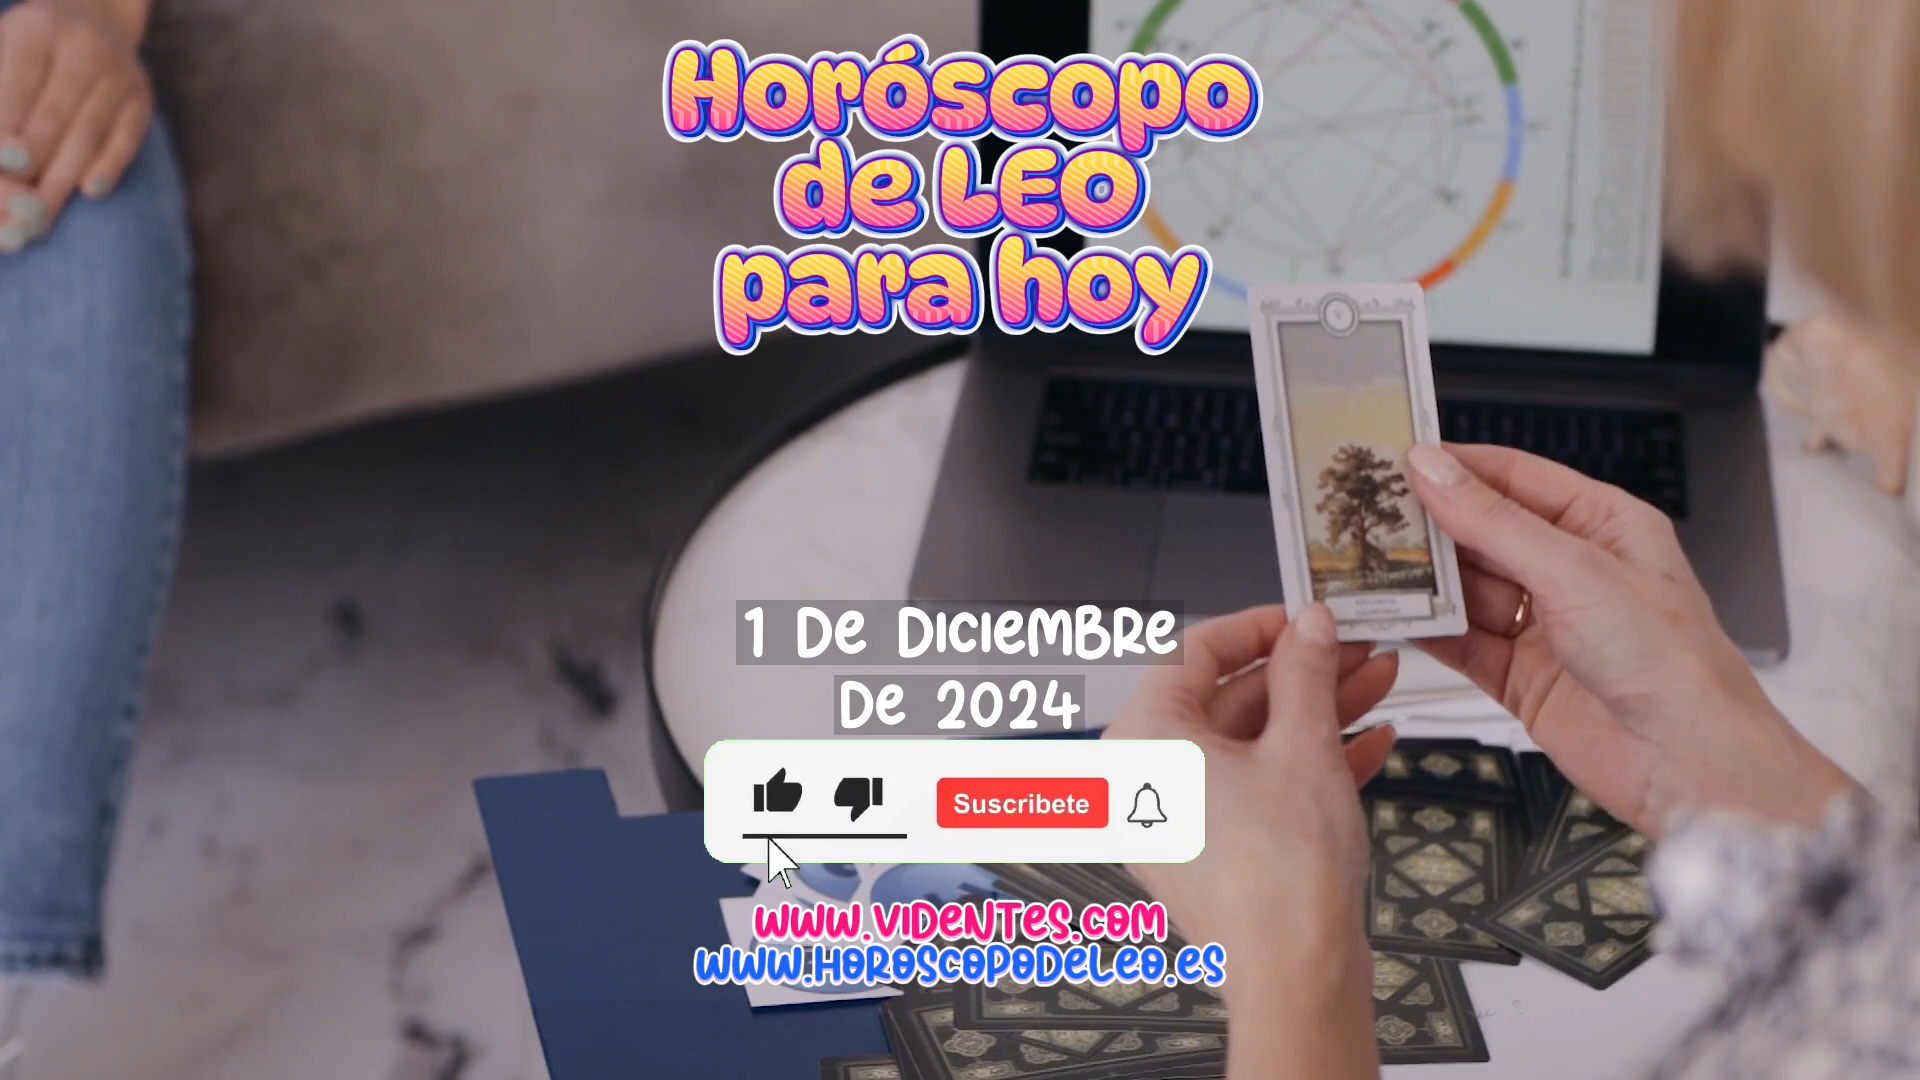 Horóscopo
de LEO
para hoy
V
1 De DICIEMBRe
De 2024
Suscribete
www.VIDeNTes.com
www.HOROSCOPODeLeo.es